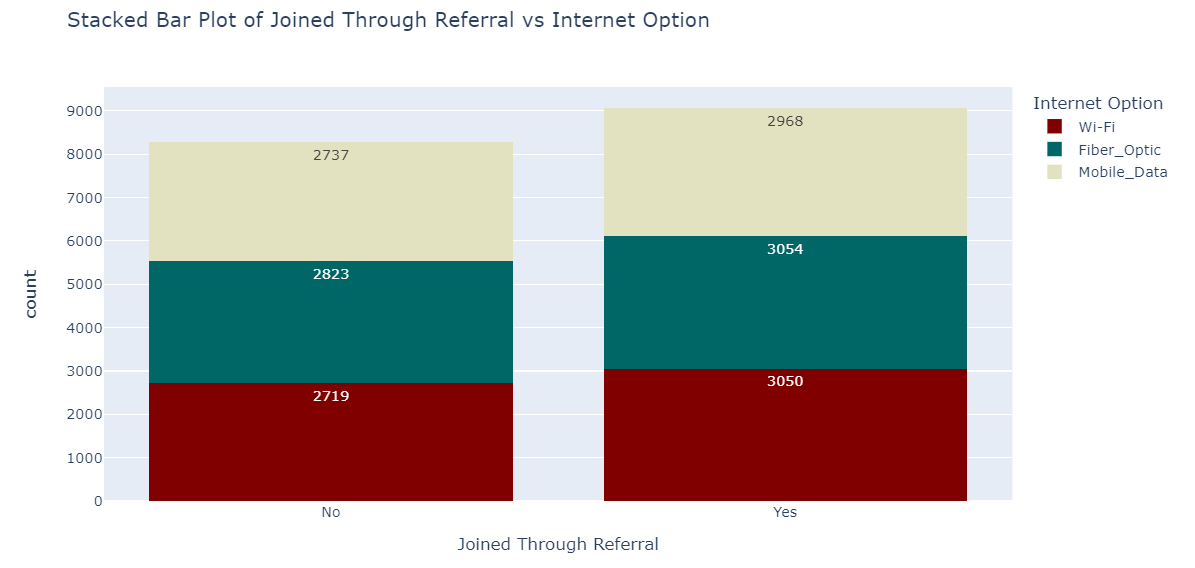 Stacked Bar Plot of Joined Through Referral vs Internet Option
Internet Option
Wi-Fi
Fiber_Optic
Mobile_Data
count
9000
8000
7000
6000
5000
4000
3000
2000
1000
0
2737
2823
2719
2968
3054
3050
No
Yes
Joined Through Referral